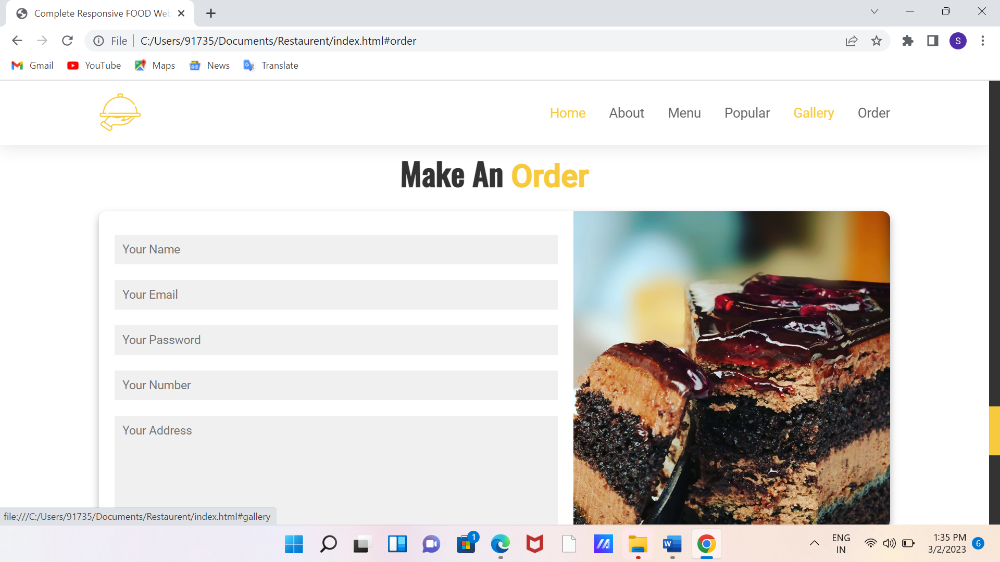 Complete Responsive FOOD Web
File C:/Users/91735/Documents/Restaurent/index.html#order S
Gmail YouTube Maps News Translate
Home About Menu Popular Gallery Order
Make An Order
Your Name
Your Email
Your Password
Your Number
Your Address
file:///C:/Users/91735/Documents/Restaurent/index.html#gallery
1
ENG
IN
1:35 PM
3/2/2023
6